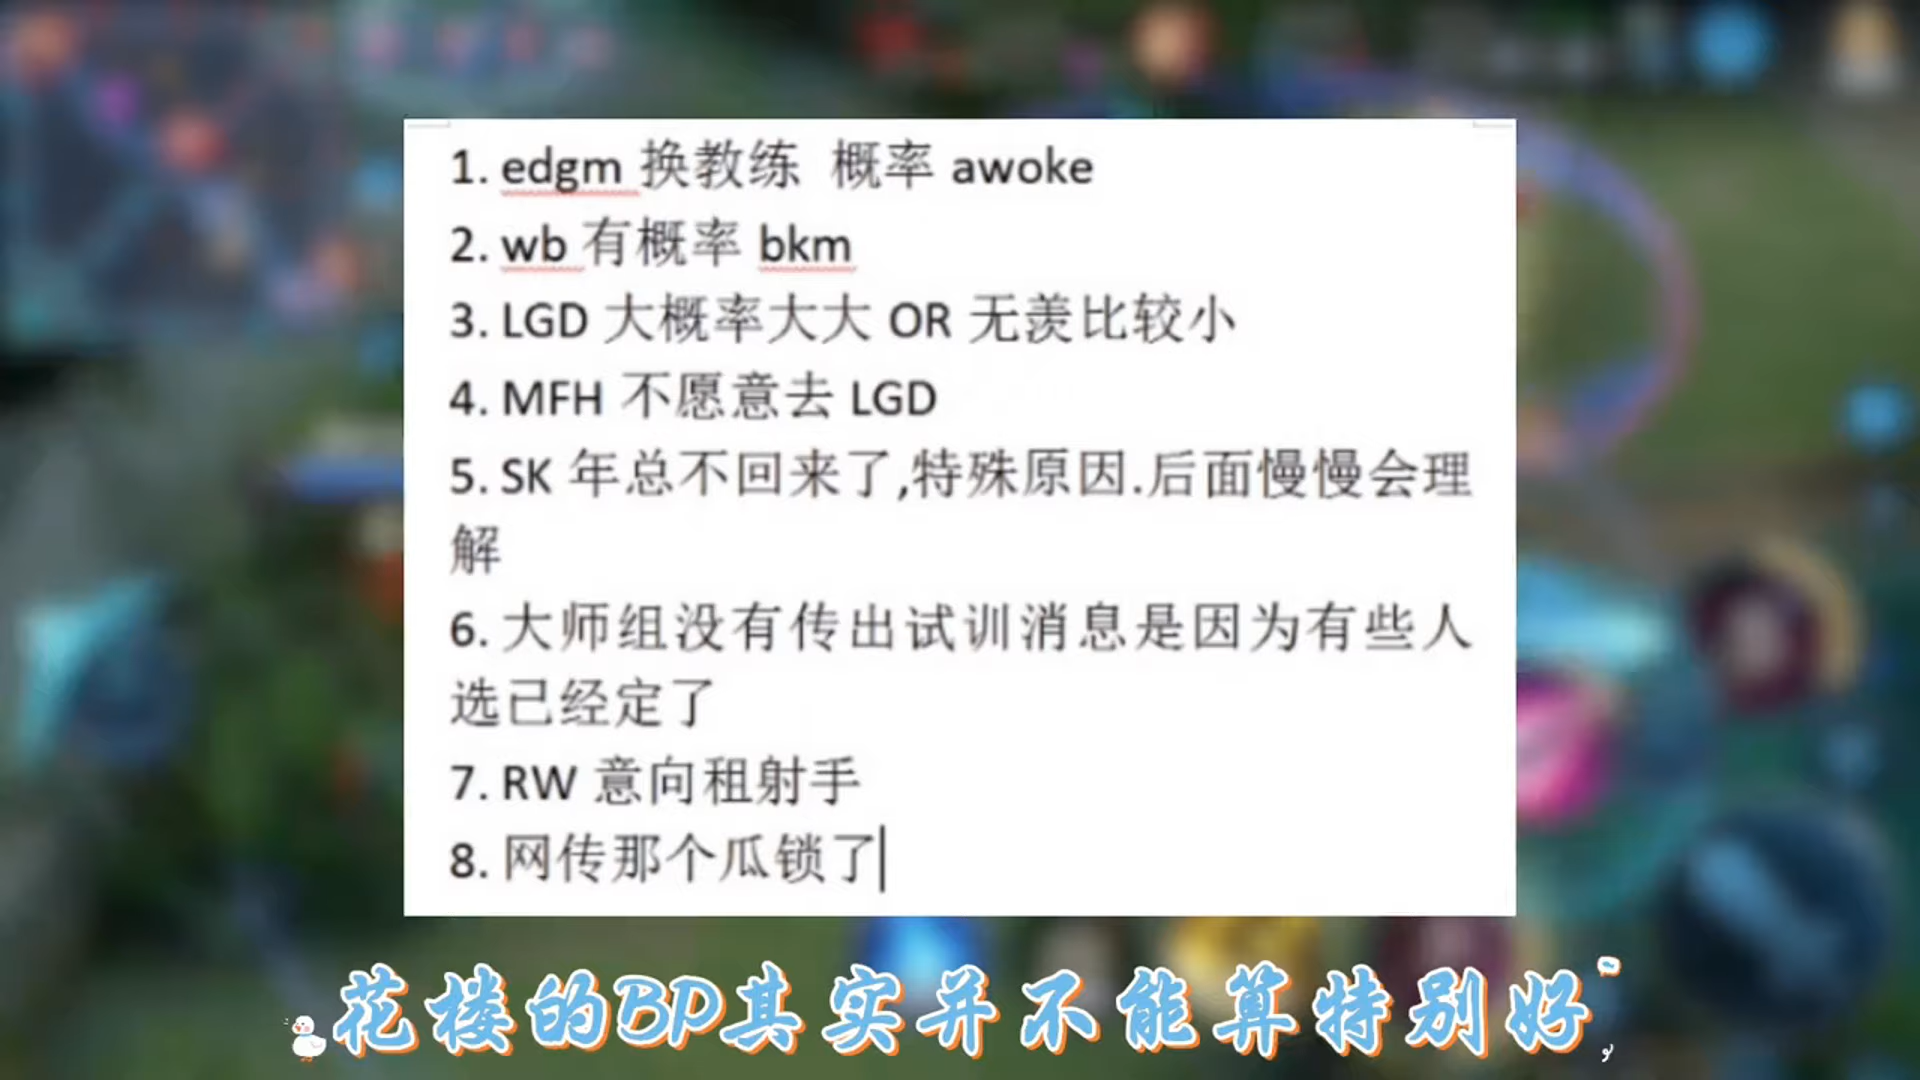 1. edgm 换教练 概率 awoke
2. wb 有概率 bkm
3. LGD 大概率大大 OR 无羡比较小
4. MFH 不愿意去 LGD
5. SK 年总不回来了,特殊原因.后面慢慢会理
解
6. 大师组没有传出试训消息是因为有些人
选已经定了
7. RW 意向租射手
8. 网传那个瓜锁了
花楼的BP其实并不能算特别好